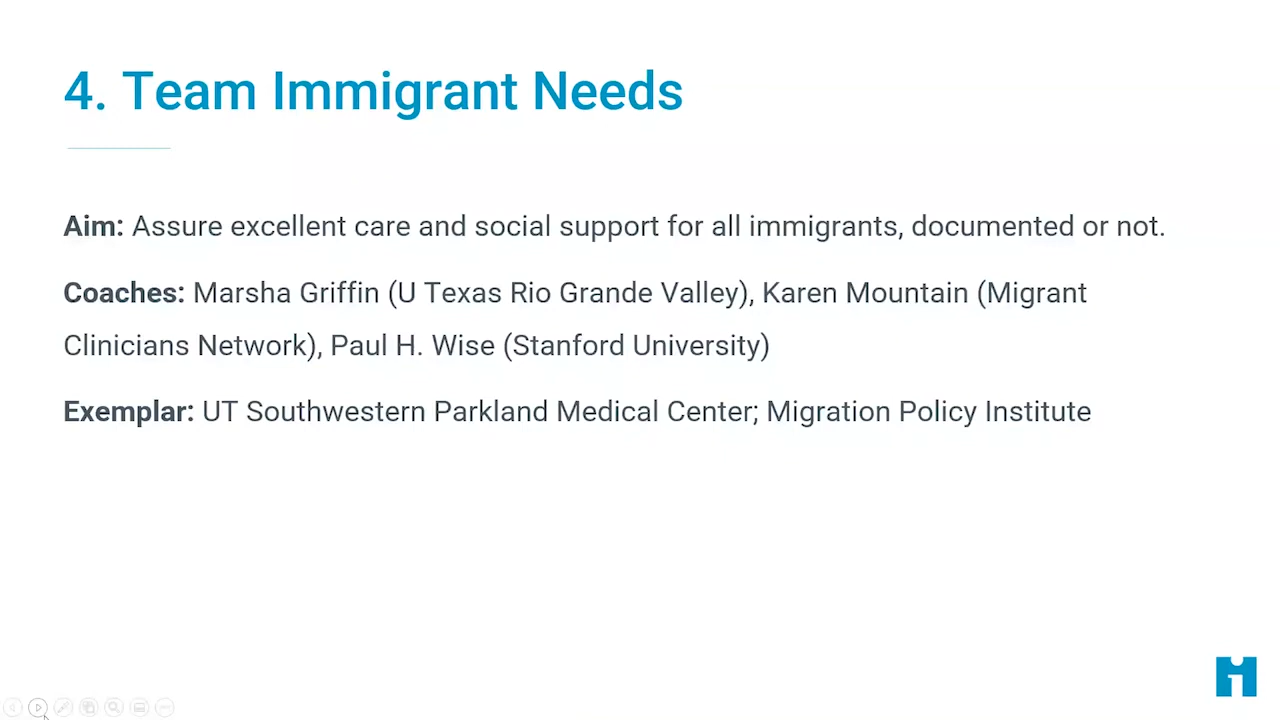 4. Team Immigrant Needs
Aim: Assure excellent care and social support for all immigrants, documented or not.
Coaches: Marsha Griffin (U Texas Rio Grande Valley), Karen Mountain (Migrant
Clinicians Network), Paul H. Wise (Stanford University)
Exemplar: UT Southwestern Parkland Medical Center; Migration Policy Institute